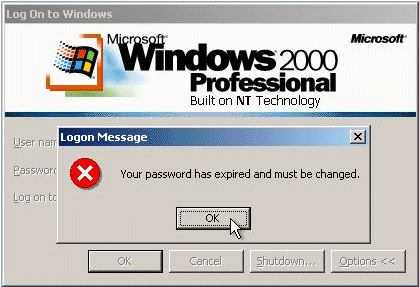 Log On to Windows
Microsoft
Microsoft
Windows 2000
Professional
Built on NT Technology
User nam
Logon Message
Password
Your password has expired and must be changed.
Log on to
OK
OK
Cancel
Shutdown...
Options <<